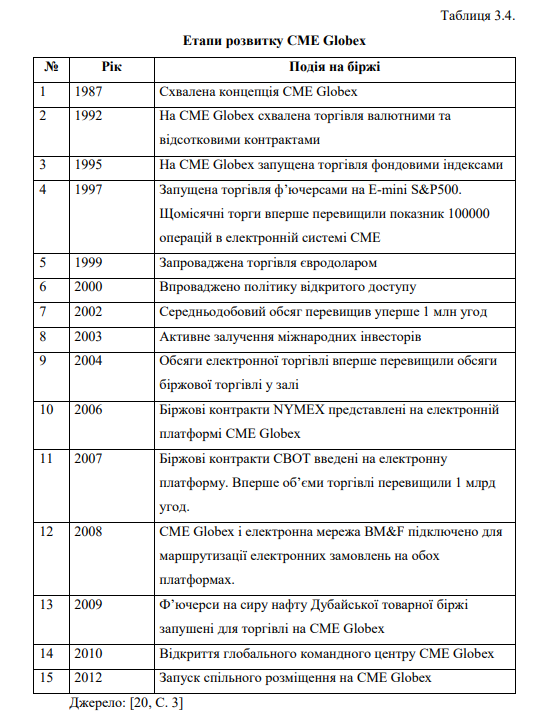 Таблиця 3.4.
Етапи розвитку CME Globex
№ Рік Подія на біржі
1 1987 Схвалена концепція CME Globex
2 1992 На CME Globex схвалена торгівля валютними та
відсотковими контрактами
3 1995 На CME Globex запущена торгівля фондовими індексами
4 1997 Запущена торгівля ф’ючерсами на E-mini S&P500.
Щомісячні торги вперше перевищили показник 100000
операцій в електронній системі CME
5 1999 Запроваджена торгівля євродоларом
6 2000 Впроваджено політику відкритого доступу
7 2002 Середньодобовий обсяг перевищив уперше 1 млн угод
8 2003 Активне залучення міжнародних інвесторів
9 2004 Обсяги електронної торгівлі вперше перевищили обсяги
біржової торгівлі у залі
10 2006 Біржові контракти NYMEX представлені на електронній
платформі CME Globex
11 2007 Біржові контракти CBOT введені на електронну
платформу. Вперше об’єми торгівлі перевищили 1 млрд
угод.
12 2008 CME Globex і електронна мережа BM&F підключено для
маршрутизації електронних замовлень на обох
платформах.
13 2009 Ф’ючерси на сиру нафту Дубайської товарної біржі
запушені для торгівлі на CME Globex
14 2010 Відкриття глобального командного центру CME Globex
15 2012 Запуск спільного розміщення на CME Globex
Джерело: [20, С. 3]